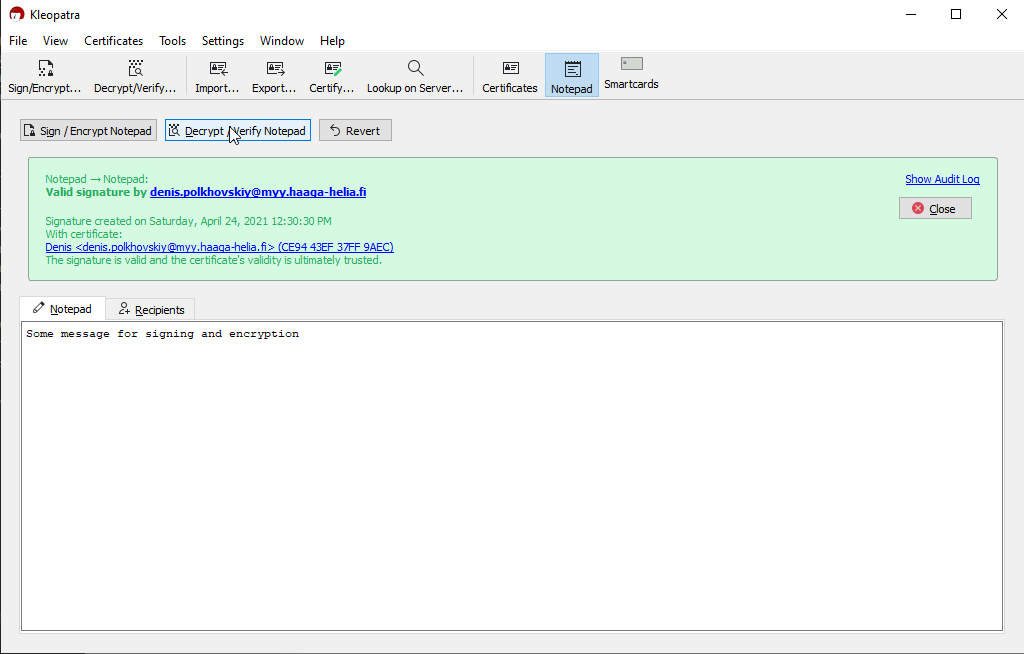 Kleopatra
File View Certificates Tools Settings Window Help
Sign/Encrypt... Decrypt/Verify... Import... Export... Certify... Lookup on Server... Certificates Notepad Smartcards
Sign / Encrypt Notepad Decrypt / Verify Notepad Revert
Notepad → Notepad: Show Audit Log
Valid signature by denis.polkhovskiy@myy.haaga-helia.fi
Close
Signature created on Saturday, April 24, 2021 12:30:30 PM
With certificate:
Denis <denis.polkhovskiy@myy.haaga-helia.fi> (CE94 43EF 37FF 9AEC)
The signature is valid and the certificate's validity is ultimately trusted.
Notepad Recipients
Some message for signing and encryption